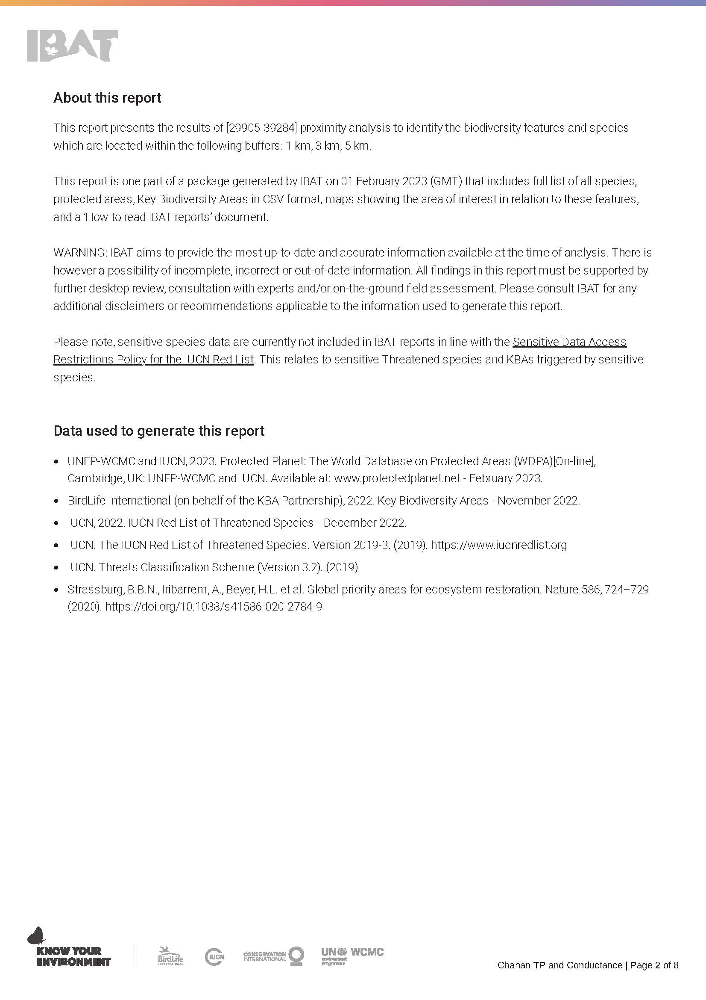 IBAT
About this report
This report presents the results of [29905-39284] proximity analysis to identify the biodiversity features and species
which are located within the following buffers: 1 km, 3 km, 5 km.
This report is one part of a package generated by IBAT on 01 February 2023 (GMT) that includes full list of all species,
protected areas, Key Biodiversity Areas in CSV format, maps showing the area of interest in relation to these features,
and a ‘How to read IBAT reports’ document.
WARNING: IBAT aims to provide the most up-to-date and accurate information available at the time of analysis. There is
however a possibility of incomplete, incorrect or out-of-date information. All findings in this report must be supported by
further desktop review, consultation with experts and/or on-the-ground field assessment. Please consult IBAT for any
additional disclaimers or recommendations applicable to the information used to generate this report.
Please note, sensitive species data are currently not included in IBAT reports in line with the Sensitive Data Access
Restrictions Policy for the IUCN Red List. This relates to sensitive Threatened species and KBAs triggered by sensitive
species.
Data used to generate this report
• UNEP-WCMC and IUCN, 2023. Protected Planet: The World Database on Protected Areas (WDPA)[On-line],
Cambridge, UK: UNEP-WCMC and IUCN. Available at: www.protectedplanet.net - February 2023.
• BirdLife International (on behalf of the KBA Partnership), 2022. Key Biodiversity Areas - November 2022.
• IUCN, 2022. IUCN Red List of Threatened Species - December 2022.
• IUCN. The IUCN Red List of Threatened Species. Version 2019-3. (2019). https://www.iucnredlist.org
• IUCN. Threats Classification Scheme (Version 3.2). (2019)
• Strassburg, B.B.N., Iribarrem, A., Beyer, H.L. et al. Global priority areas for ecosystem restoration. Nature 586, 724–729
(2020). https://doi.org/10.1038/s41586-020-2784-9
KNOW YOUR
ENVIRONMENT
BirdLife
INTERNATIONAL
IUCN
CONSERVATION
INTERNATIONAL
UN WCMC
environment
programme
Chahan TP and Conductance | Page 2 of 8